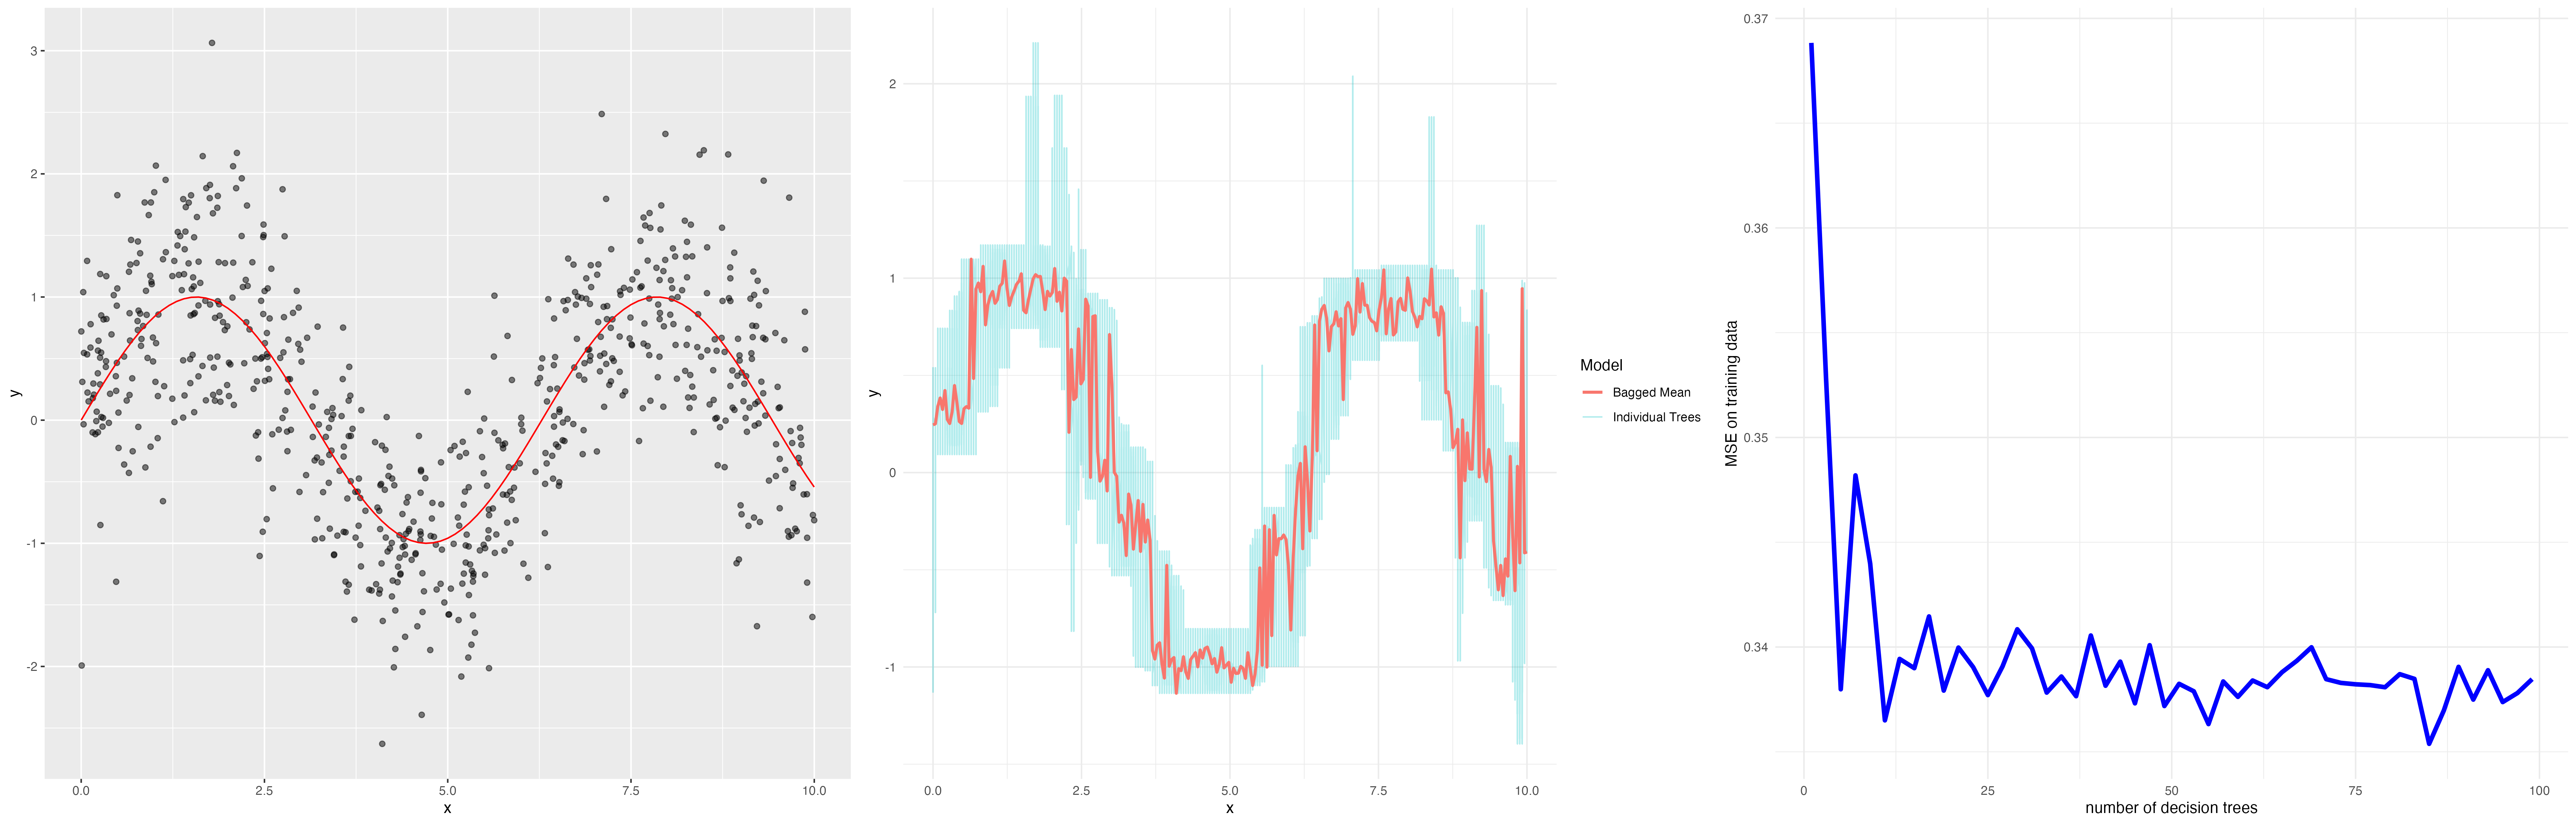 3
2
1
0
-1
-2
y
0.0 2.5 5.0 7.5 10.0
x
2
1
0
-1
y
0.0 2.5 5.0 7.5 10.0
x
Model
Bagged Mean
Individual Trees
0.37
0.36
0.35
0.34
MSE on training data
0 25 50 75 100
number of decision trees